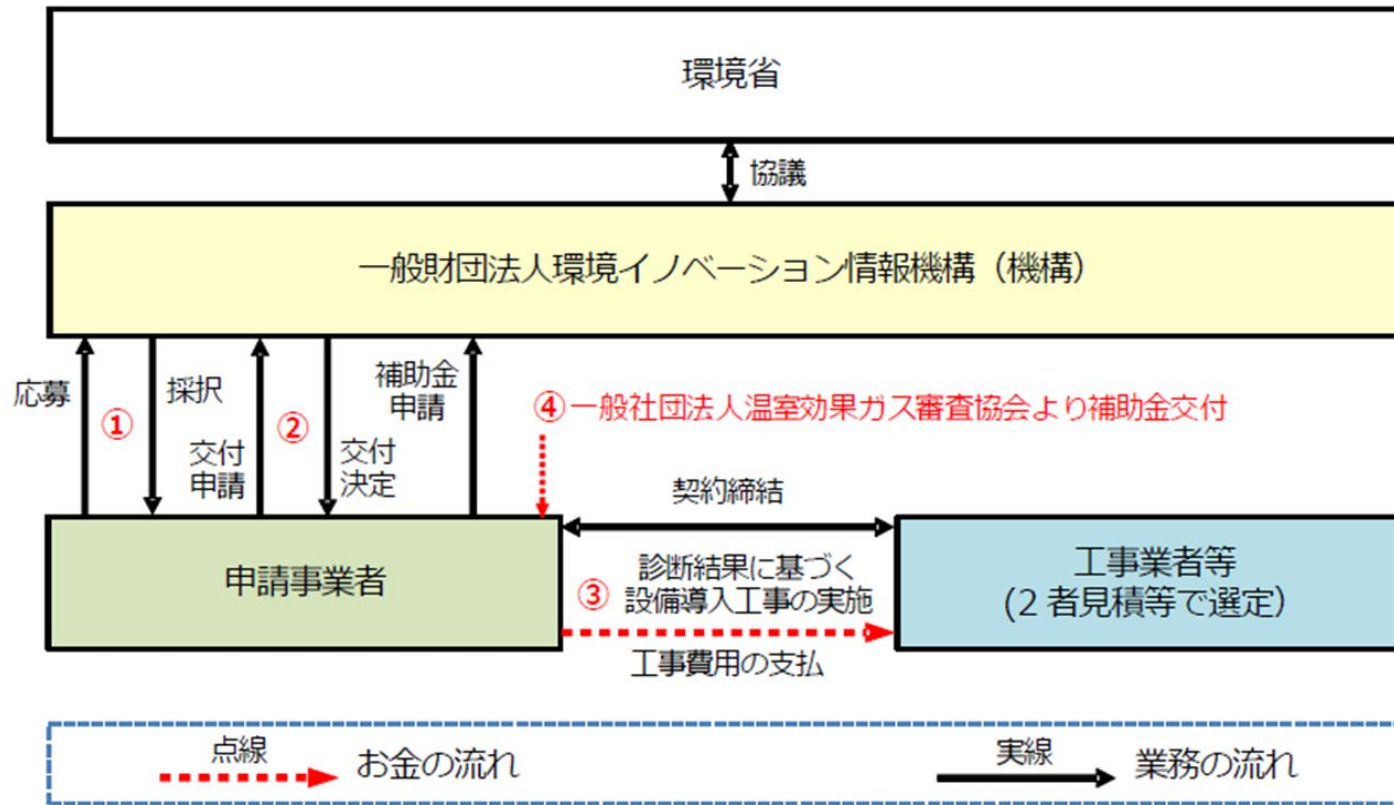 環境省
協議
一般財団法人環境イノベーション情報機構（機構）
応募
①
採択
交付
申請
②
交付
決定
補助金
申請
④一般社団法人温室効果ガス審査協会より補助金交付
契約締結
申請事業者
③
診断結果に基づく
設備導入工事の実施
工事費用の支払
工事業者等
(2 者見積等で選定）
点線
お金の流れ
実線
業務の流れ